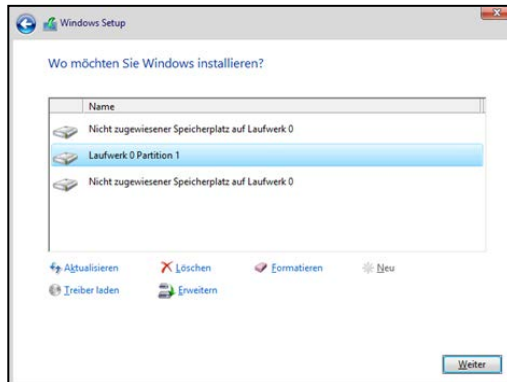 Windows Setup
Wo möchten Sie Windows installieren?
Name
Nicht zugewiesener Speicherplatz auf Laufwerk 0
Laufwerk 0 Partition 1
Nicht zugewiesener Speicherplatz auf Laufwerk 0
Aktualisieren Löschen Formatieren Neu
Treiber laden Erweitern
Weiter